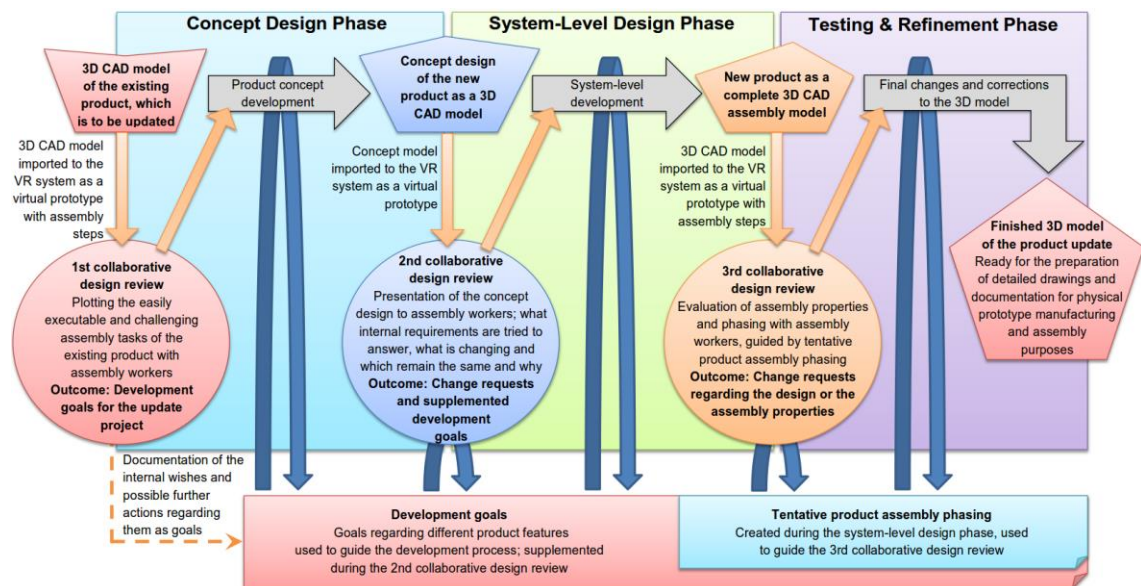 Concept Design Phase
System-Level Design Phase
Testing & Refinement Phase
3D CAD model
of the existing
product, which
is to be updated
Product concept
development
Concept design
of the new
product as a 3D
CAD model
System-level
development
New product as a
complete 3D CAD
assembly model
Final changes and corrections
to the 3D model
3D CAD model
imported to the
VR system as a
virtual prototype
with assembly
steps
Concept model
imported to the VR
system as a virtual
prototype
3D CAD model
imported to the VR
system as a virtual
prototype with
assembly steps
1st collaborative
design review
Plotting the easily
executable and challenging
assembly tasks of the
existing product with
assembly workers
Outcome: Development
goals for the update
project
2nd collaborative
design review
Presentation of the concept
design to assembly workers; what
internal requirements are tried to
answer, what is changing and
which remain the same and why
Outcome: Change requests
and supplemented
development
goals
3rd collaborative
design review
Evaluation of assembly properties
and phasing with assembly
workers, guided by tentative
product assembly phasing
Outcome: Change requests
regarding the design or the
assembly properties
Finished 3D model
of the product update
Ready for the preparation
of detailed drawings and
documentation for physical
prototype manufacturing
and assembly
purposes
Documentation of the
internal wishes and
possible further
actions regarding
them as goals
Development goals
Goals regarding different product features
used to guide the development process; supplemented
during the 2nd collaborative design review
Tentative product assembly phasing
Created during the system-level design phase, used
to guide the 3rd collaborative design review